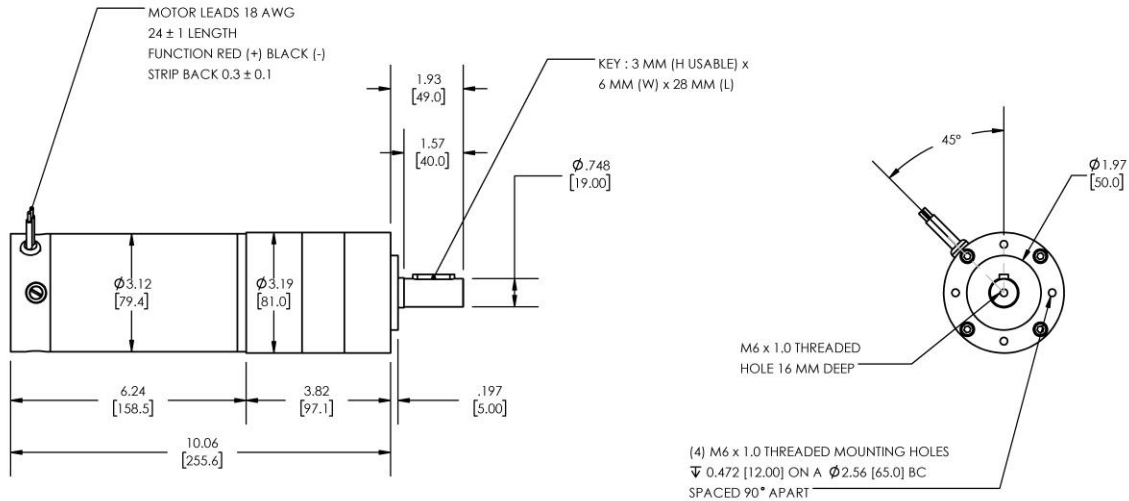 MOTOR LEADS 18 AWG
24 ± 1 LENGTH
FUNCTION RED (+) BLACK (-)
STRIP BACK 0.3 ± 0.1
KEY : 3 MM (H USABLE) x
6 MM (W) x 28 MM (L)
1.93
[49.0]
1.57
[40.0]
Ø.748
[19.00]
45°
Ø1.97
[50.0]
Ø3.12
[79.4]
Ø3.19
[81.0]
M6 x 1.0 THREADED
HOLE 16 MM DEEP
6.24
[158.5]
3.82
[97.1]
.197
[5.00]
10.06
[255.6]
(4) M6 x 1.0 THREADED MOUNTING HOLES
↧ 0.472 [12.00] ON A Ø2.56 [65.0] BC
SPACED 90° APART